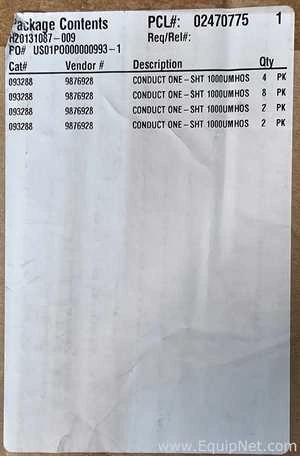 Package Contents PCL#: 02470775 1
R20131087-009 Req/Rel#:
PO# US01PO000000993-1
Cat# Vendor # Description Qty
093288 9876928 CONDUCT ONE-SHT 1000UMHOS 4 PK
093288 9876928 CONDUCT ONE-SHT 1000UMHOS 8 PK
093288 9876928 CONDUCT ONE-SHT 1000UMHOS 2 PK
093288 9876928 CONDUCT ONE-SHT 1000UMHOS 2 PK
www.EquipNet.com